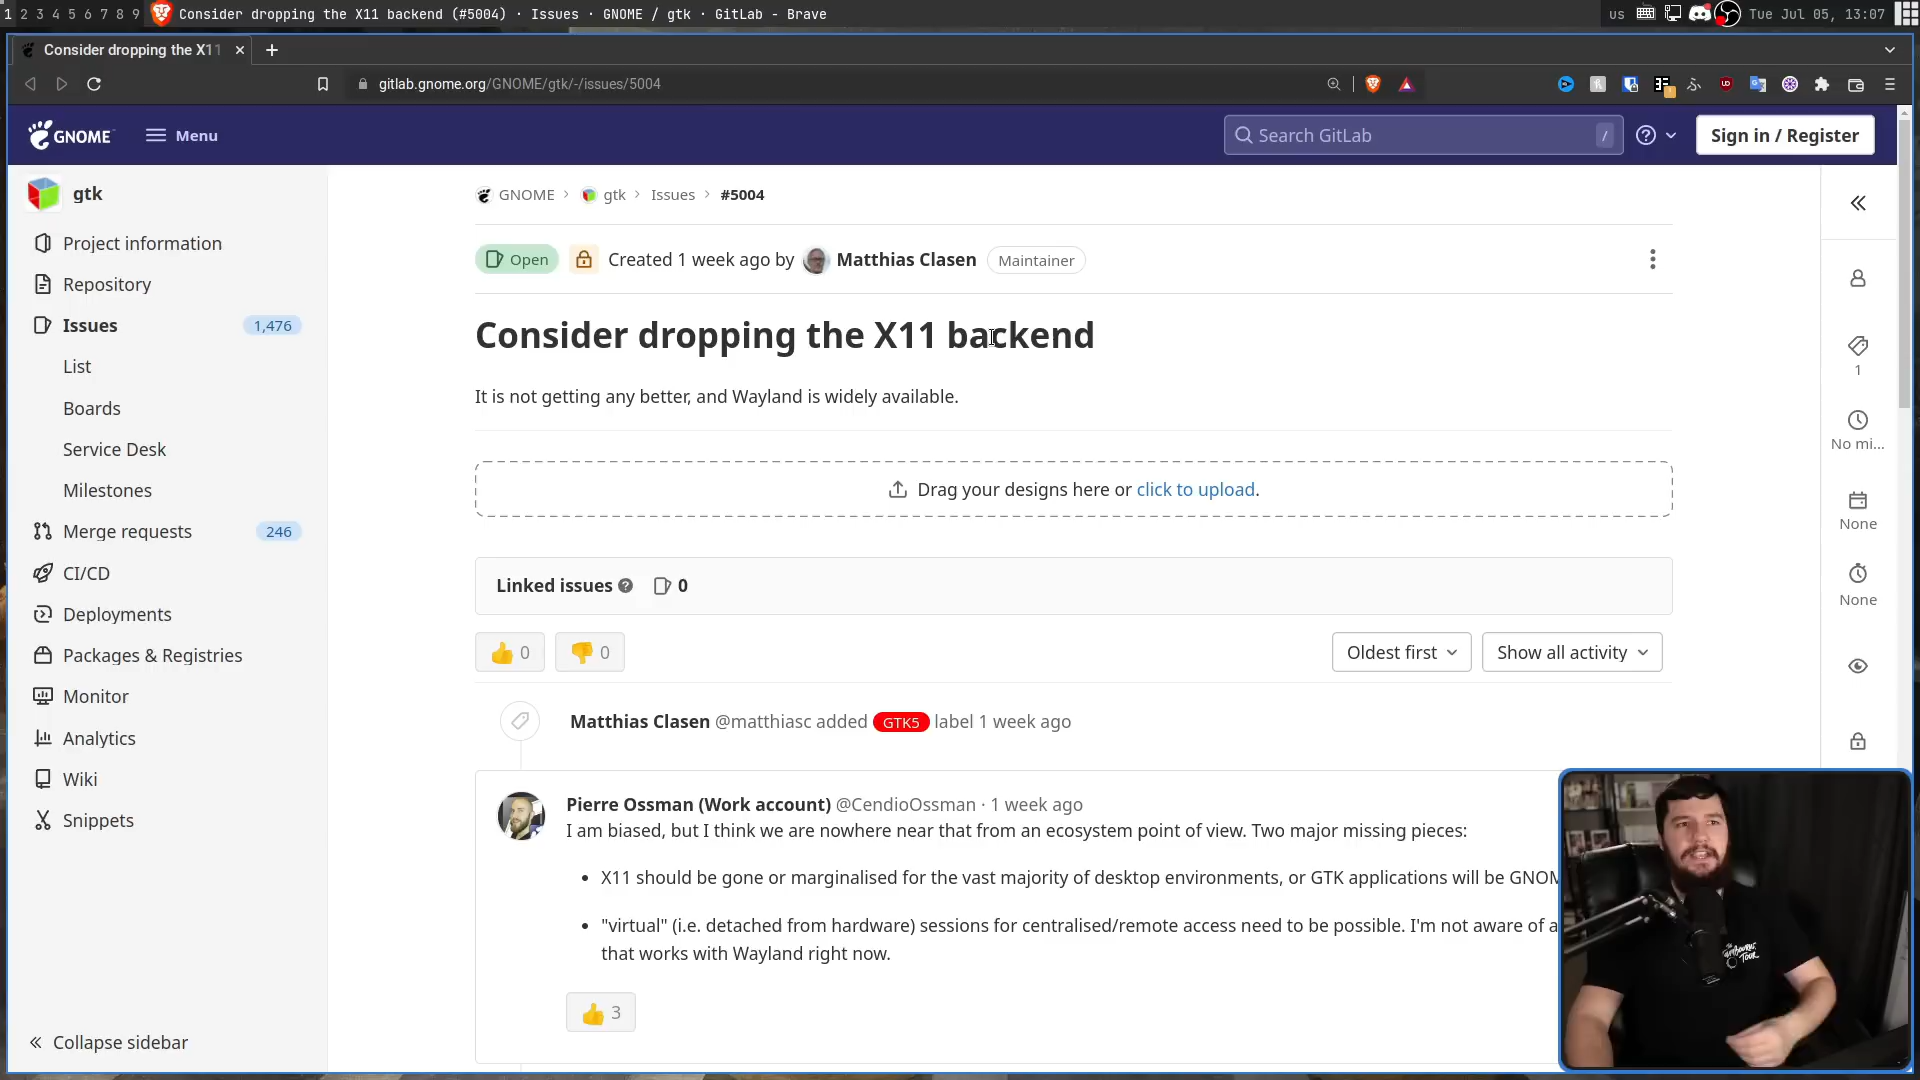 1 2 3 4 5 6 7 8 9 Consider dropping the X11 backend (#5004) · Issues · GNOME / gtk · GitLab - Brave us Tue Jul 05, 13:07
Consider dropping the X11
gitlab.gnome.org/GNOME/gtk/-/issues/5004
GNOME Menu Search GitLab / Sign in / Register
gtk
Project information
Repository
Issues 1,476
List
Boards
Service Desk
Milestones
Merge requests 246
CI/CD
Deployments
Packages & Registries
Monitor
Analytics
Wiki
Snippets
Collapse sidebar
GNOME > gtk > Issues > #5004
Open Created 1 week ago by Matthias Clasen Maintainer
Consider dropping the X11 backend
It is not getting any better, and Wayland is widely available.
Drag your designs here or click to upload.
Linked issues 0
👍 0 👎 0 Oldest first Show all activity
Matthias Clasen @matthiasc added GTK5 label 1 week ago
Pierre Ossman (Work account) @CendioOssman · 1 week ago
I am biased, but I think we are nowhere near that from an ecosystem point of view. Two major missing pieces:
• X11 should be gone or marginalised for the vast majority of desktop environments, or GTK applications will be GNOM
• "virtual" (i.e. detached from hardware) sessions for centralised/remote access need to be possible. I'm not aware of a
that works with Wayland right now.
👍 3
1
No mi...
None
None